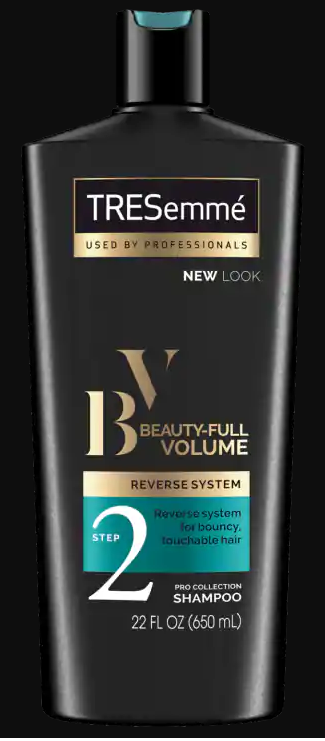 TRESemmé
USED BY PROFESSIONALS
NEW LOOK
BV
BEAUTY-FULL
VOLUME
REVERSE SYSTEM
Reverse system
for bouncy,
touchable hair
STEP
2
PRO COLLECTION
SHAMPOO
22 FL OZ (650 mL)